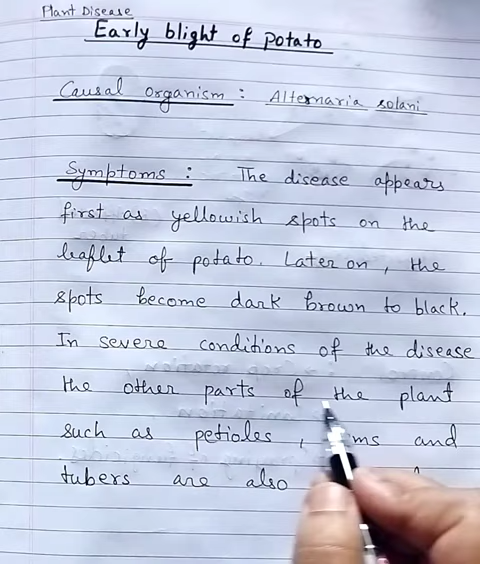 Plant Disease
Early blight of potato
Causal organism : Alternaria solani
Symptoms : The disease appears
first as yellowish spots on the
leaflet of potato. Later on, the
spots become dark brown to black.
In severe conditions of the disease
the other parts of the plant
such as petioles, and
tubers are also